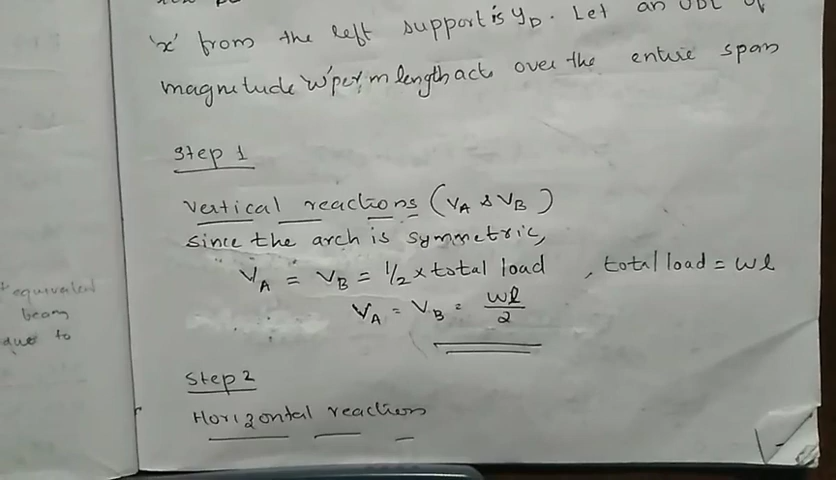 'x' from the left support is yD. Let an UDL of
magnitude 'w' per m length acts over the entire span
Step 1
Vertical reactions (VA & VB)
since the arch is symmetric,
VA = VB = 1/2 × total load , total load = wl
VA = VB = wl/2
equivalent
beam
due to
Step 2
Horizontal reaction